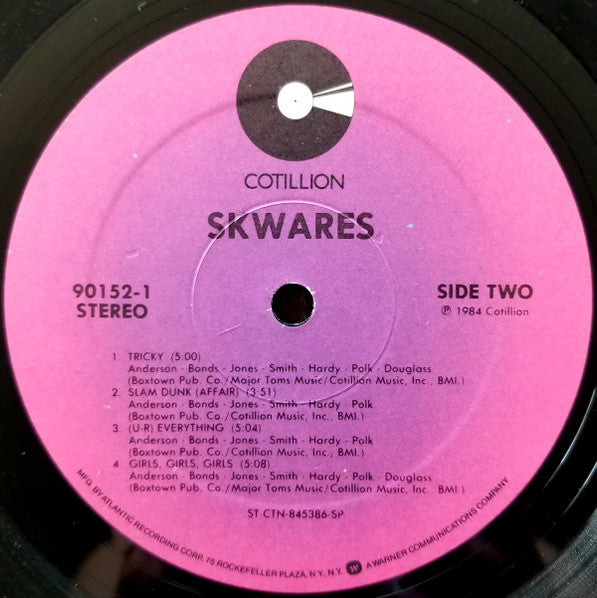 COTILLION
SKWARES
90152-1
STEREO
SIDE TWO
℗ 1984 Cotillion
1. TRICKY (5:00)
Anderson · Bonds · Jones · Smith · Hardy · Polk · Douglass
(Boxtown Pub. Co./Major Toms Music/Cotillion Music, Inc., BMI.)
2. SLAM DUNK (AFFAIR) (3:51)
Anderson · Bonds · Jones · Smith · Hardy · Polk
(Boxtown Pub. Co./Cotillion Music, Inc., BMI.)
3. (U-R) EVERYTHING (5:04)
Anderson · Bonds · Jones · Smith · Hardy · Polk
(Boxtown Pub. Co./Cotillion Music, Inc., BMI.)
4. GIRLS, GIRLS, GIRLS (5:08)
Anderson · Bonds · Jones · Smith · Hardy · Polk · Douglass
(Boxtown Pub. Co./Major Toms Music/Cotillion Music, Inc., BMI.)
ST-CTN-845386-SP
MFG. BY ATLANTIC RECORDING CORP. 75 ROCKEFELLER PLAZA, N.Y. N.Y. A WARNER COMMUNICATIONS COMPANY